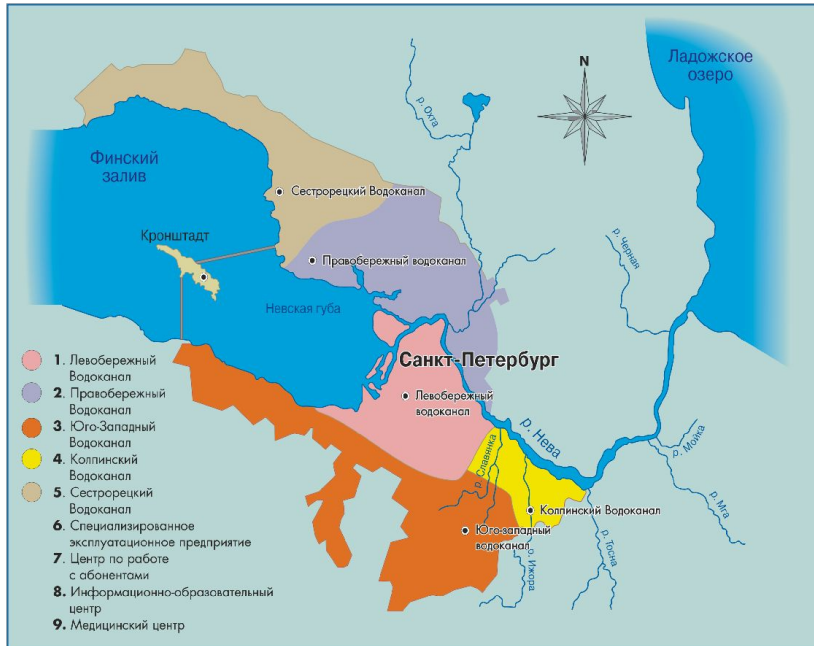 Ладожское
озеро
N
р. Охта
Финский
залив
Сестрорецкий Водоканал
Кронштадт
р. Черная
Правобережный водоканал
Невская губа
Санкт-Петербург
1. Левобережный
Водоканал
2. Правобережный
Водоканал
3. Юго-Западный
Водоканал
4. Колпинский
Водоканал
5. Сестрорецкий
Водоканал
6. Специализированное
эксплуатационное предприятие
7. Центр по работе
с абонентами
8. Информационно-образовательный
центр
9. Медицинский центр
Левобережный
водоканал
р. Нева
р. Мойка
р. Славянка
р. Мга
Колпинский Водоканал
Юго-западный
водоканал
р. Ижора
р. Тосна